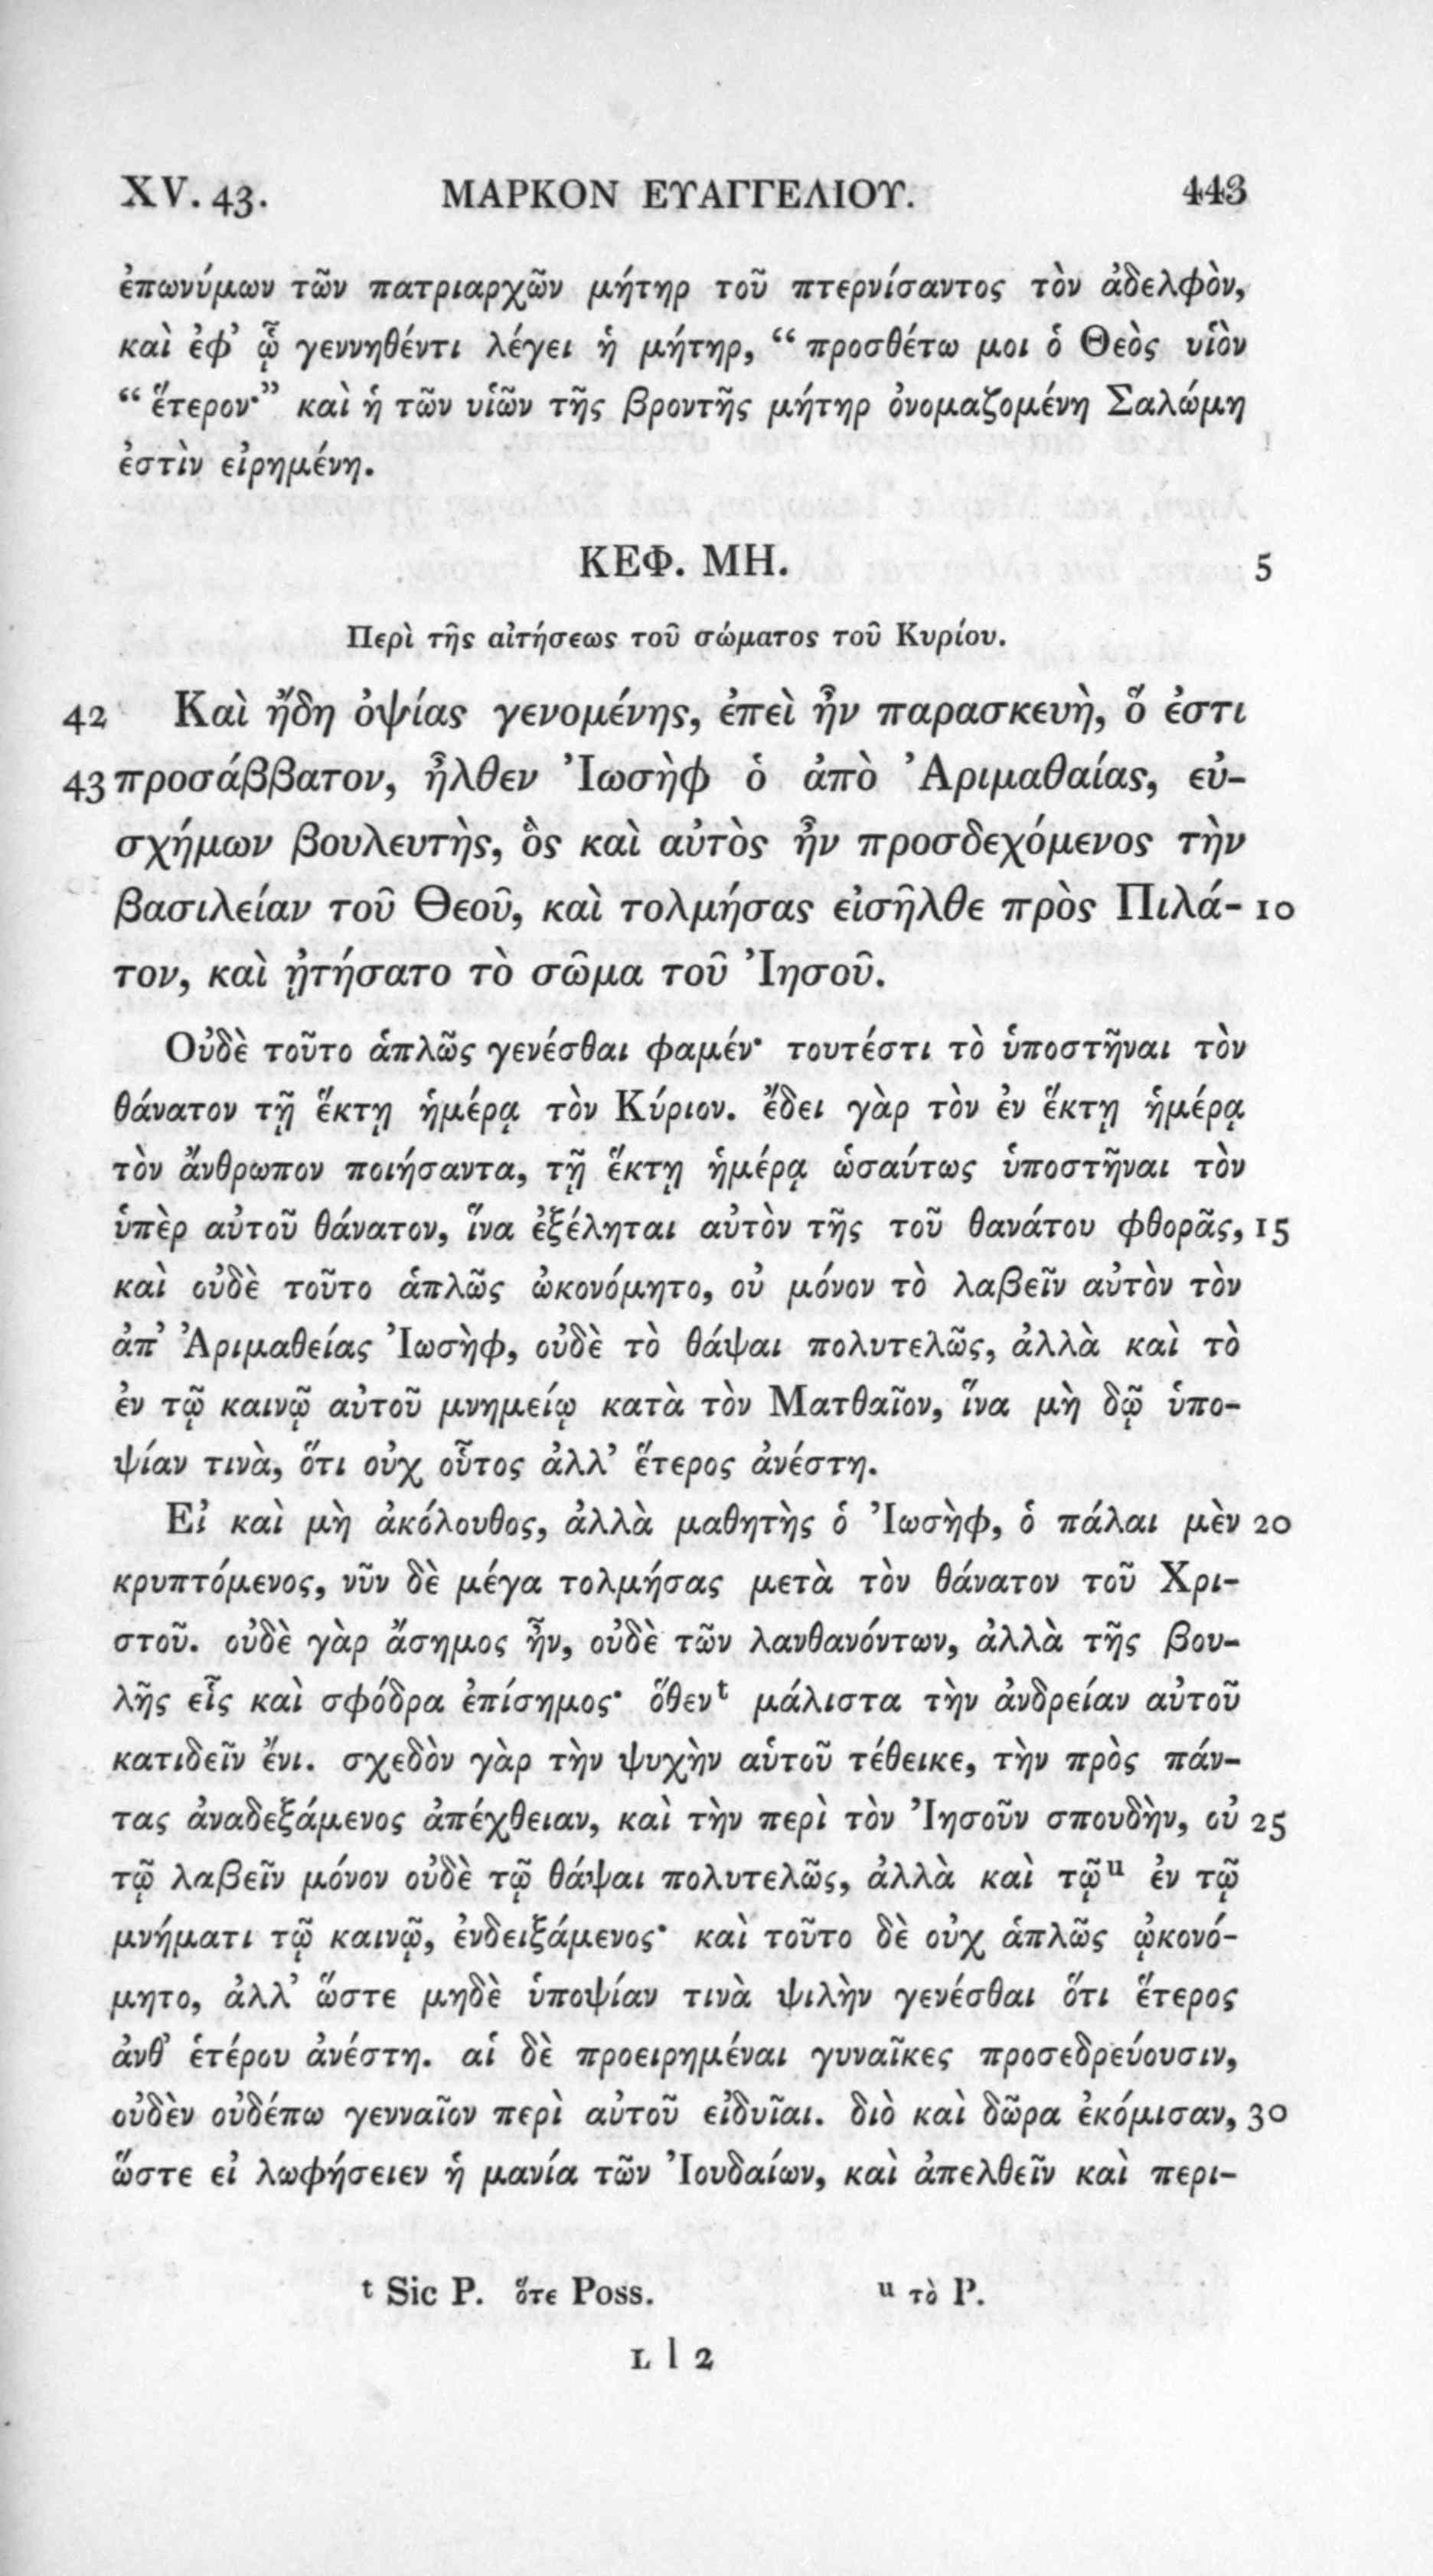 XV. 43. ΜΑΡΚΟΝ ΕΥΑΓΓΕΛΙΟΥ. 443
ἐπωνύμων τῶν πατριαρχῶν μήτηρ τοῦ πτερνίσαντος τὸν ἀδελφὸν,
καὶ ἐφ’ ᾧ γεννηθέντι λέγει ἡ μήτηρ, “ προσθέτω μοι ὁ Θεὸς υἱὸν
“ ἕτερον·” καὶ ἡ τῶν υἱῶν τῆς βροντῆς μήτηρ ὀνομαζομένη Σαλώμη
ἐστὶν εἰρημένη.
ΚΕΦ. ΜΗ. 5
Περὶ τῆς αἰτήσεως τοῦ σώματος τοῦ Κυρίου.
42 Καὶ ἤδη ὀψίας γενομένης, ἐπεὶ ἦν παρασκευὴ, ὅ ἐστι
43 προσάββατον, ἦλθεν Ἰωσὴφ ὁ ἀπὸ Ἀριμαθαίας, εὐ-
σχήμων βουλευτὴς, ὃς καὶ αὐτὸς ἦν προσδεχόμενος τὴν
βασιλείαν τοῦ Θεοῦ, καὶ τολμήσας εἰσῆλθε πρὸς Πιλά- 10
τον, καὶ ᾐτήσατο τὸ σῶμα τοῦ Ἰησοῦ.
Οὐδὲ τοῦτο ἁπλῶς γενέσθαι φαμέν· τουτέστι τὸ ὑποστῆναι τὸν
θάνατον τῇ ἕκτῃ ἡμέρᾳ τὸν Κύριον. ἔδει γὰρ τὸν ἐν ἕκτῃ ἡμέρᾳ
τὸν ἄνθρωπον ποιήσαντα, τῇ ἕκτῃ ἡμέρᾳ ὡσαύτως ὑποστῆναι τὸν
ὑπὲρ αὐτοῦ θάνατον, ἵνα ἐξέληται αὐτὸν τῆς τοῦ θανάτου φθορᾶς, 15
καὶ οὐδὲ τοῦτο ἁπλῶς ὠκονόμητο, οὐ μόνον τὸ λαβεῖν αὐτὸν τὸν
ἀπ’ Ἀριμαθείας Ἰωσὴφ, οὐδὲ τὸ θάψαι πολυτελῶς, ἀλλὰ καὶ τὸ
ἐν τῷ καινῷ αὐτοῦ μνημείῳ κατὰ τὸν Ματθαῖον, ἵνα μὴ δῷ ὑπο-
ψίαν τινὰ, ὅτι οὐχ οὗτος ἀλλ’ ἕτερος ἀνέστη.
Εἰ καὶ μὴ ἀκόλουθος, ἀλλὰ μαθητὴς ὁ Ἰωσὴφ, ὁ πάλαι μὲν 20
κρυπτόμενος, νῦν δὲ μέγα τολμήσας μετὰ τὸν θάνατον τοῦ Χρι-
στοῦ. οὐδὲ γὰρ ἄσημος ἦν, οὐδὲ τῶν λανθανόντων, ἀλλὰ τῆς βου-
λῆς εἷς καὶ σφόδρα ἐπίσημος· ὅθεν t μάλιστα τὴν ἀνδρείαν αὐτοῦ
κατιδεῖν ἔνι. σχεδὸν γὰρ τὴν ψυχὴν αὑτοῦ τέθεικε, τὴν πρὸς πάν-
τας ἀναδεξάμενος ἀπέχθειαν, καὶ τὴν περὶ τὸν Ἰησοῦν σπουδὴν, οὐ 25
τῷ λαβεῖν μόνον οὐδὲ τῷ θάψαι πολυτελῶς, ἀλλὰ καὶ τῷ u ἐν τῷ
μνήματι τῷ καινῷ, ἐνδειξάμενος· καὶ τοῦτο δὲ οὐχ ἁπλῶς ᾠκονό-
μητο, ἀλλ’ ὥστε μηδὲ ὑποψίαν τινὰ ψιλὴν γενέσθαι ὅτι ἕτερος
ἀνθ’ ἑτέρου ἀνέστη. αἱ δὲ προειρημέναι γυναῖκες προσεδρεύουσιν,
οὐδὲν οὐδέπω γενναῖον περὶ αὐτοῦ εἰδυῖαι. διὸ καὶ δῶρα ἐκόμισαν, 30
ὥστε εἰ λωφήσειεν ἡ μανία τῶν Ἰουδαίων, καὶ ἀπελθεῖν καὶ περι-
t Sic P. ὅτε Poss. u τὸ P.
L l 2